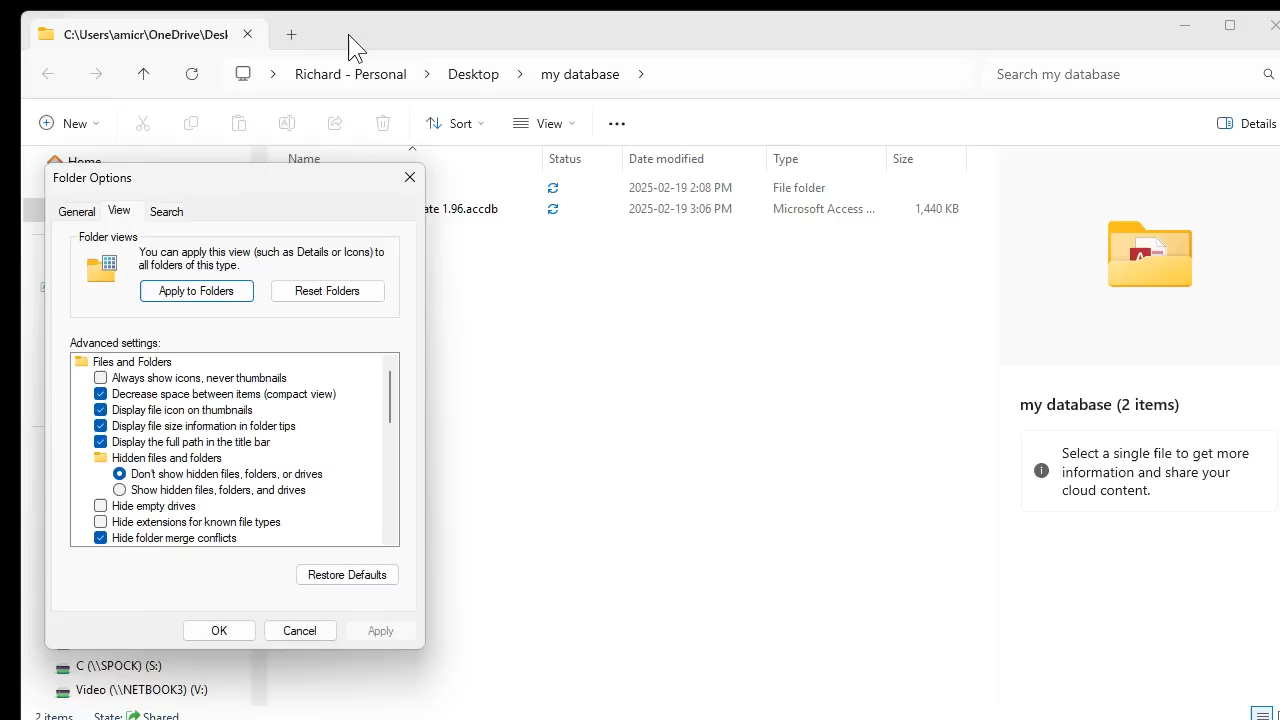 C:\Users\amicr\OneDrive\Desk
Richard - Personal
Desktop
my database
Search my database
New
Sort
View
Details
Home
Name
Status
Date modified
Type
Size
2025-02-19 2:08 PM
File folder
ate 1.96.accdb
2025-02-19 3:06 PM
Microsoft Access ...
1,440 KB
Folder Options
General
View
Search
Folder views
You can apply this view (such as Details or Icons) to
all folders of this type.
Apply to Folders
Reset Folders
Advanced settings:
Files and Folders
Always show icons, never thumbnails
Decrease space between items (compact view)
Display file icon on thumbnails
Display file size information in folder tips
Display the full path in the title bar
Hidden files and folders
Don't show hidden files, folders, or drives
Show hidden files, folders, and drives
Hide empty drives
Hide extensions for known file types
Hide folder merge conflicts
Restore Defaults
OK
Cancel
Apply
my database (2 items)
Select a single file to get more
information and share your
cloud content.
C (\\SPOCK) (S:)
Video (\\NETBOOK3) (V:)
2 items
State:
Shared